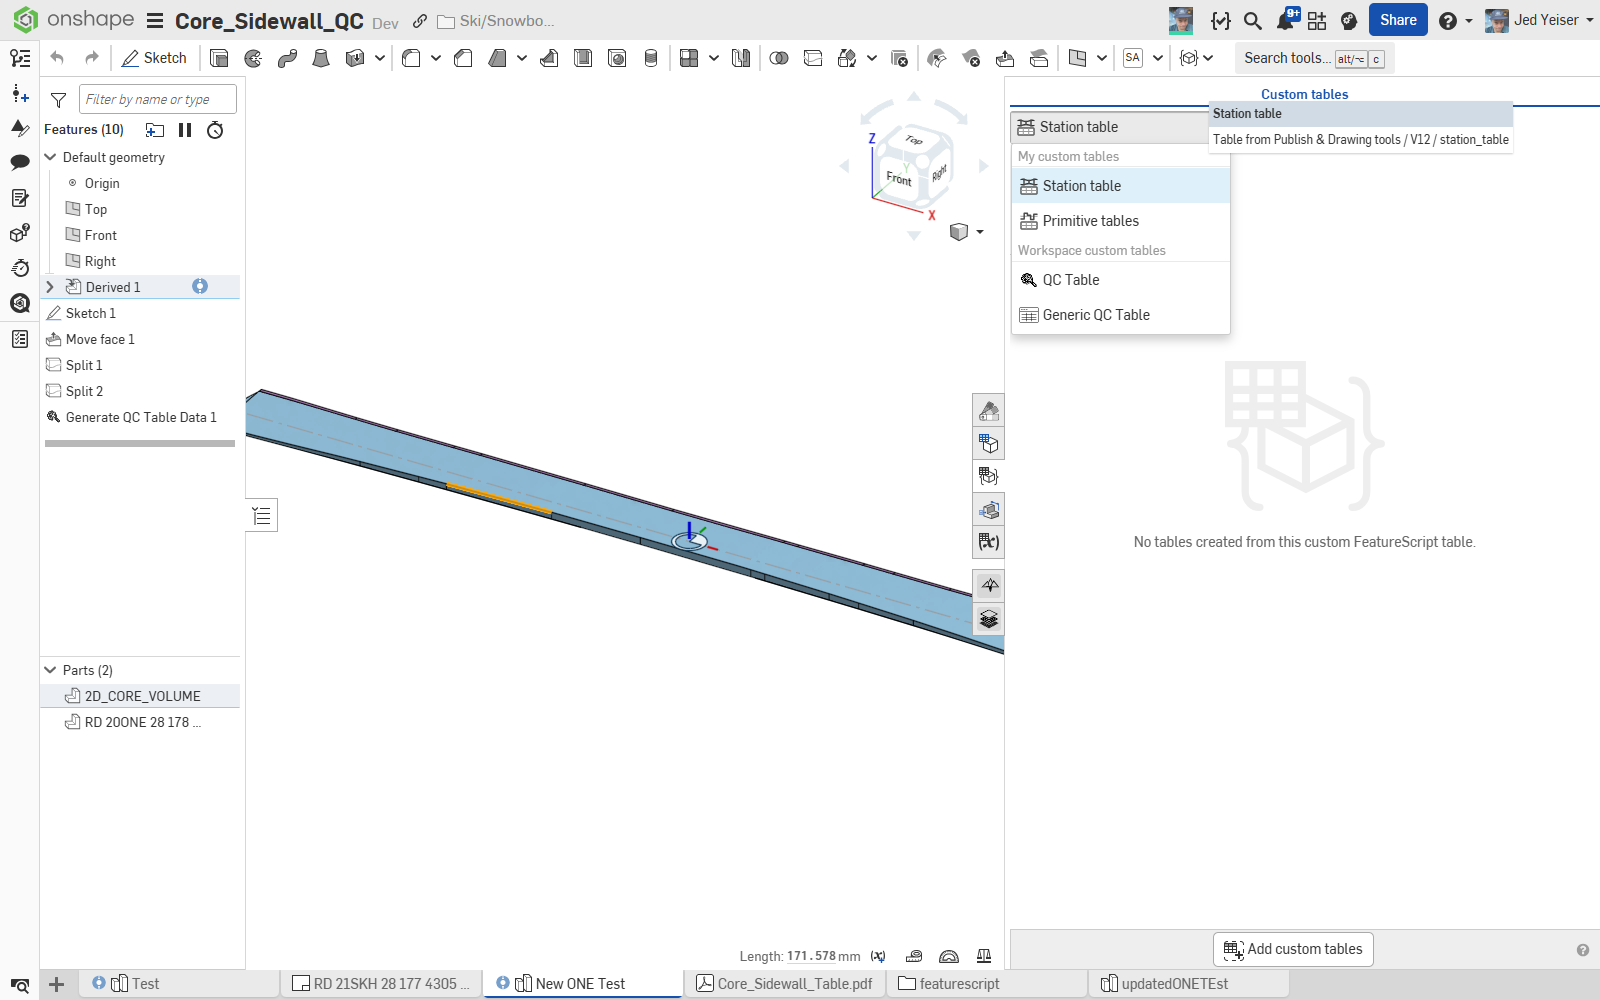 onshape
Core_Sidewall_QC Dev
Ski/Snowbo...
9+
Share
Jed Yeiser
Sketch
SA
Search tools... alt/⌥ c
Filter by name or type
Features (10)
Default geometry
Origin
Top
Front
Right
Derived 1
Sketch 1
Move face 1
Split 1
Split 2
Generate QC Table Data 1
Parts (2)
2D_CORE_VOLUME
RD 20ONE 28 178 ...
Z
Top
Front
Right
Y
X
Custom tables
Station table
Station table
Table from Publish & Drawing tools / V12 / station_table
My custom tables
Station table
Primitive tables
Workspace custom tables
QC Table
Generic QC Table
No tables created from this custom FeatureScript table.
Add custom tables
Length: 171.578 mm
Test
RD 21SKH 28 177 4305 ...
New ONE Test
Core_Sidewall_Table.pdf
featurescript
updatedONETEst